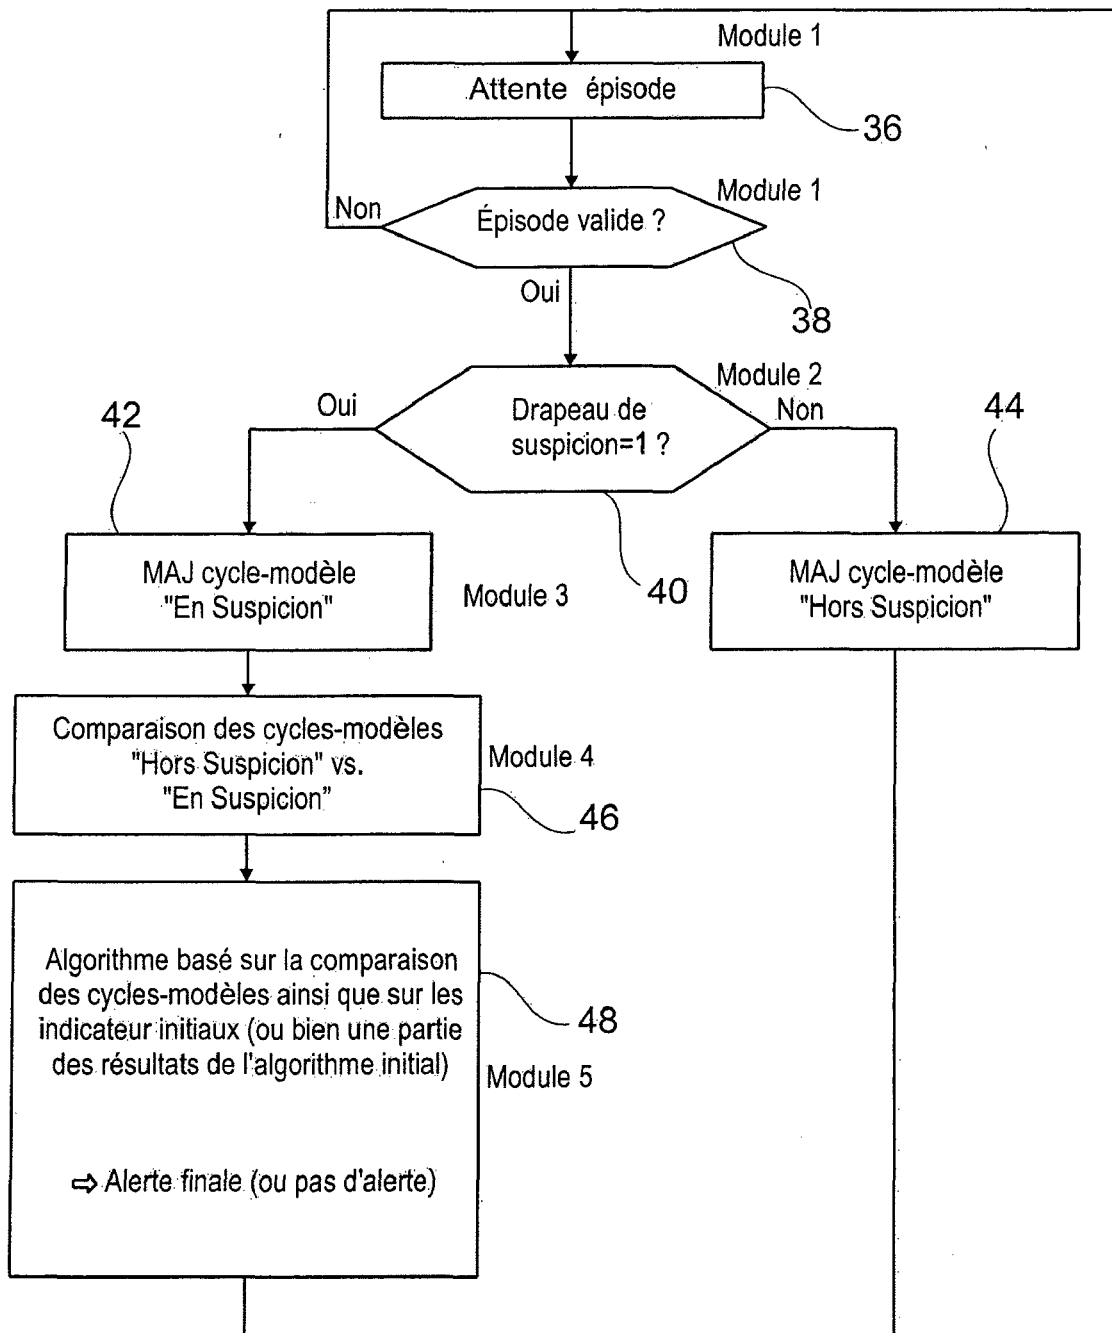 Module 1
Attente épisode
36
Module 1
Non
Épisode valide ?
38
Oui
Module 2
Oui
Non
42
44
Drapeau de
suspicion=1 ?
40
MAJ cycle-modèle
"En Suspicion"
Module 3
MAJ cycle-modèle
"Hors Suspicion"
Comparaison des cycles-modèles
"Hors Suspicion" vs.
"En Suspicion"
Module 4
46
Algorithme basé sur la comparaison
des cycles-modèles ainsi que sur les
indicateur initiaux (ou bien une partie
des résultats de l'algorithme initial)
48
Module 5
⇨ Alerte finale (ou pas d'alerte)